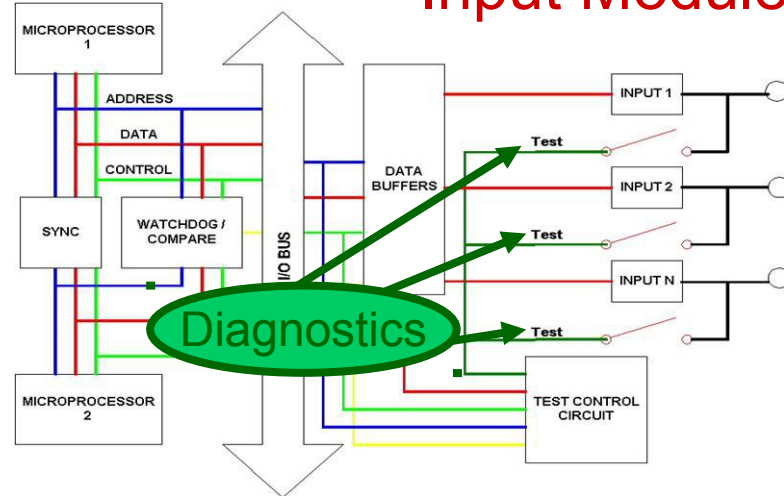 Input Module
MICROPROCESSOR
1
ADDRESS
DATA
CONTROL
SYNC
WATCHDOG /
COMPARE
I/O BUS
DATA
BUFFERS
INPUT 1
Test
INPUT 2
Test
INPUT N
Test
Diagnostics
MICROPROCESSOR
2
TEST CONTROL
CIRCUIT